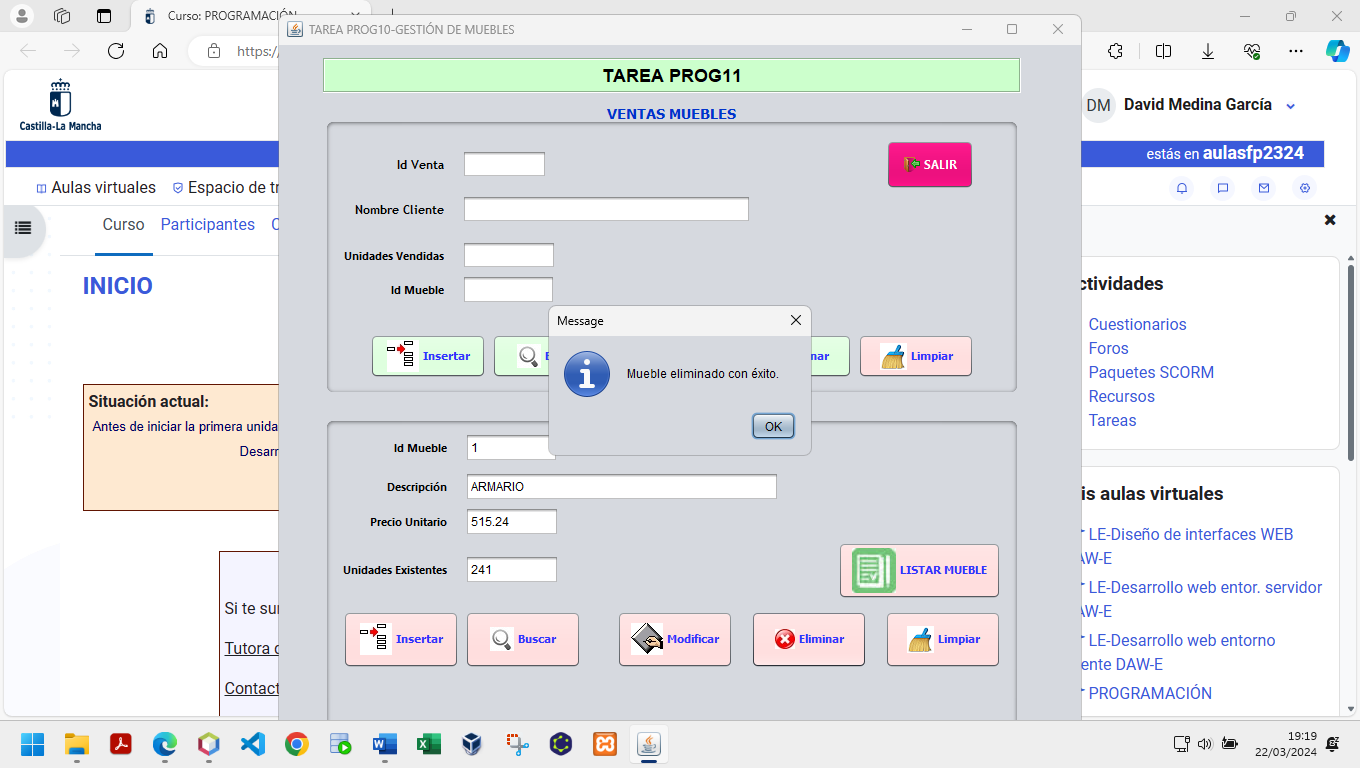 Curso: PROGRAMACIÓN
https:/
TAREA PROG10-GESTIÓN DE MUEBLES
TAREA PROG11
VENTAS MUEBLES
Id Venta
SALIR
Nombre Cliente
Unidades Vendidas
Id Mueble
Insertar
Limpiar
Message
Mueble eliminado con éxito.
OK
Id Mueble 1
Descripción ARMARIO
Precio Unitario 515.24
Unidades Existentes 241
LISTAR MUEBLE
Insertar Buscar Modificar Eliminar Limpiar
Castilla-La Mancha
Aulas virtuales Espacio de tr
Curso Participantes C
INICIO
Situación actual:
Antes de iniciar la primera unida
Desarr
Si te sur
Tutora
Contact
DM David Medina García
estás en aulasfp2324
ctividades
Cuestionarios
Foros
Paquetes SCORM
Recursos
Tareas
is aulas virtuales
LE-Diseño de interfaces WEB
AW-E
LE-Desarrollo web entor. servidor
AW-E
LE-Desarrollo web entorno
ente DAW-E
PROGRAMACIÓN
19:19
22/03/2024